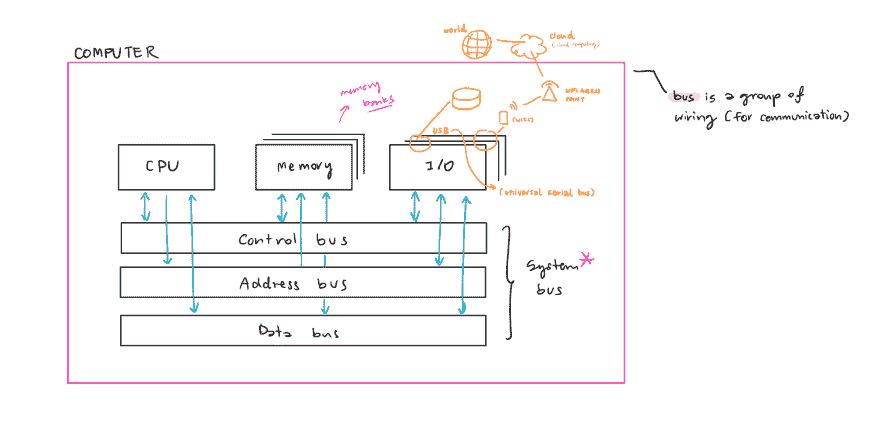 world
cloud
(cloud computing)
COMPUTER
memory
banks
WiFi Access
POINT
bus is a group of
wiring (for communication)
USB
CPU
Memory
I/O
(universal serial bus)
Control bus
System*
bus
Address bus
Data bus